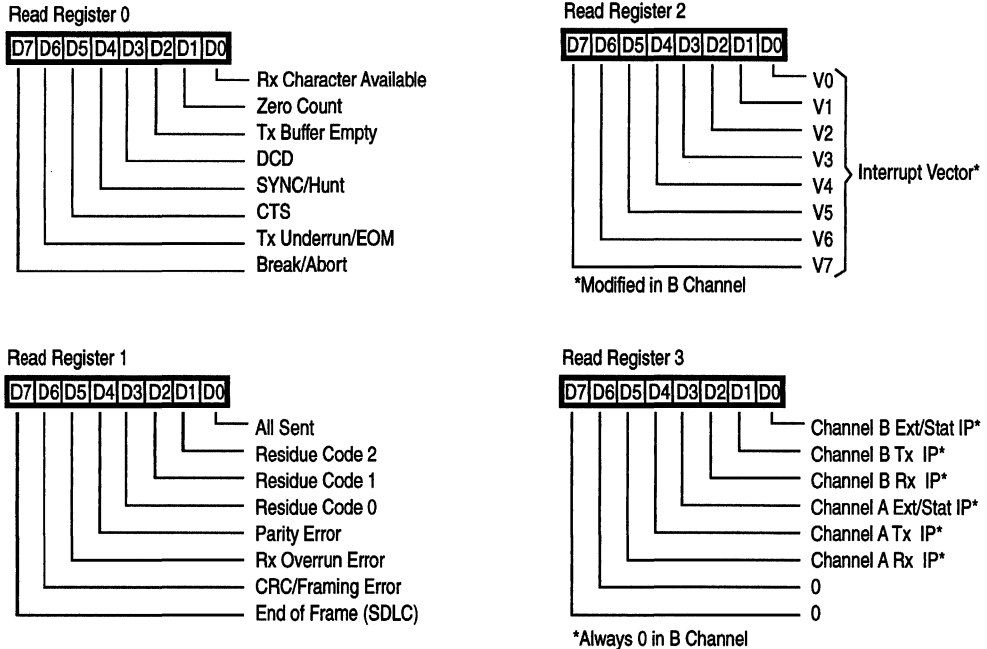 Read Register 0
D7 D6 D5 D4 D3 D2 D1 D0
Rx Character Available
Zero Count
Tx Buffer Empty
DCD
SYNC/Hunt
CTS
Tx Underrun/EOM
Break/Abort
Read Register 2
D7 D6 D5 D4 D3 D2 D1 D0
V0
V1
V2
V3
V4
V5
V6
V7
Interrupt Vector*
*Modified in B Channel
Read Register 1
D7 D6 D5 D4 D3 D2 D1 D0
All Sent
Residue Code 2
Residue Code 1
Residue Code 0
Parity Error
Rx Overrun Error
CRC/Framing Error
End of Frame (SDLC)
Read Register 3
D7 D6 D5 D4 D3 D2 D1 D0
Channel B Ext/Stat IP*
Channel B Tx IP*
Channel B Rx IP*
Channel A Ext/Stat IP*
Channel A Tx IP*
Channel A Rx IP*
0
0
*Always 0 in B Channel